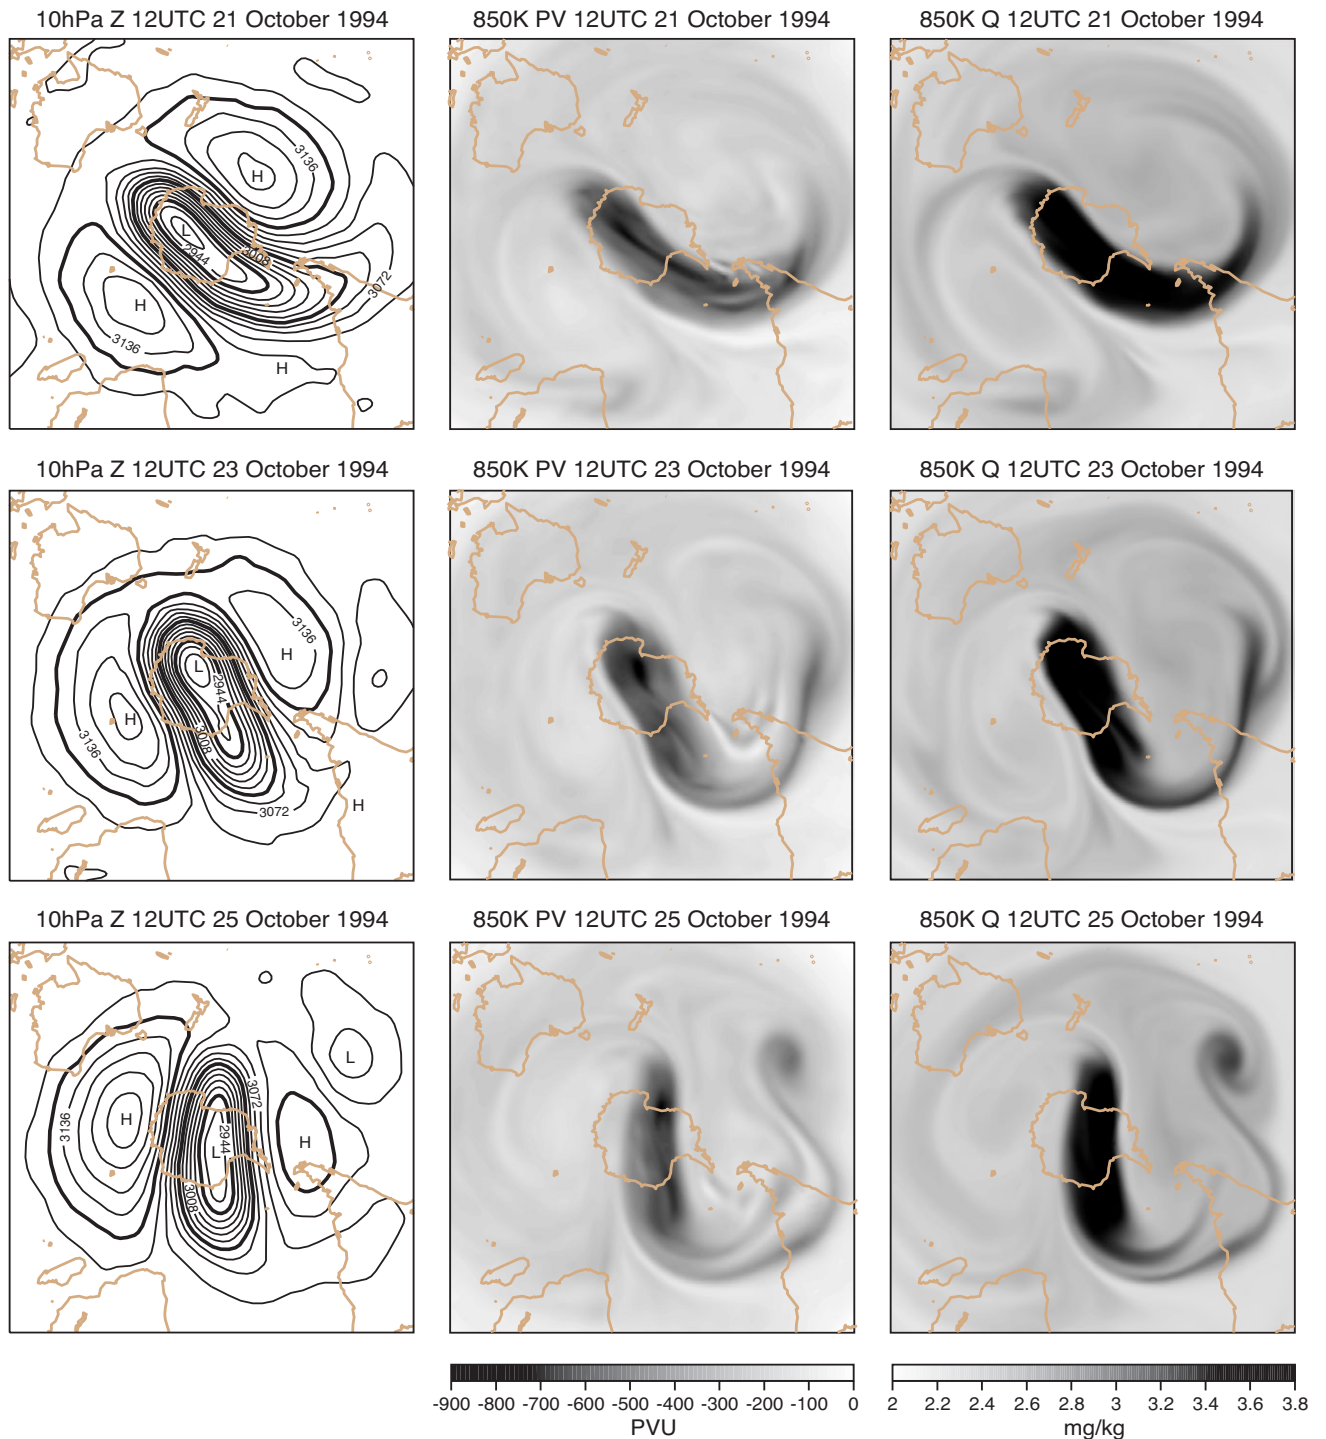 10hPa Z 12UTC 21 October 1994
850K PV 12UTC 21 October 1994
850K Q 12UTC 21 October 1994
3136
H
L
2944
3008
3072
H
3136
H
10hPa Z 12UTC 23 October 1994
850K PV 12UTC 23 October 1994
850K Q 12UTC 23 October 1994
3136
H
L
2944
H
3136
3008
3072
H
10hPa Z 12UTC 25 October 1994
850K PV 12UTC 25 October 1994
850K Q 12UTC 25 October 1994
L
3072
H
3136
2944
H
L
3008
-900 -800 -700 -600 -500 -400 -300 -200 -100 0
PVU
2 2.2 2.4 2.6 2.8 3 3.2 3.4 3.6 3.8
mg/kg